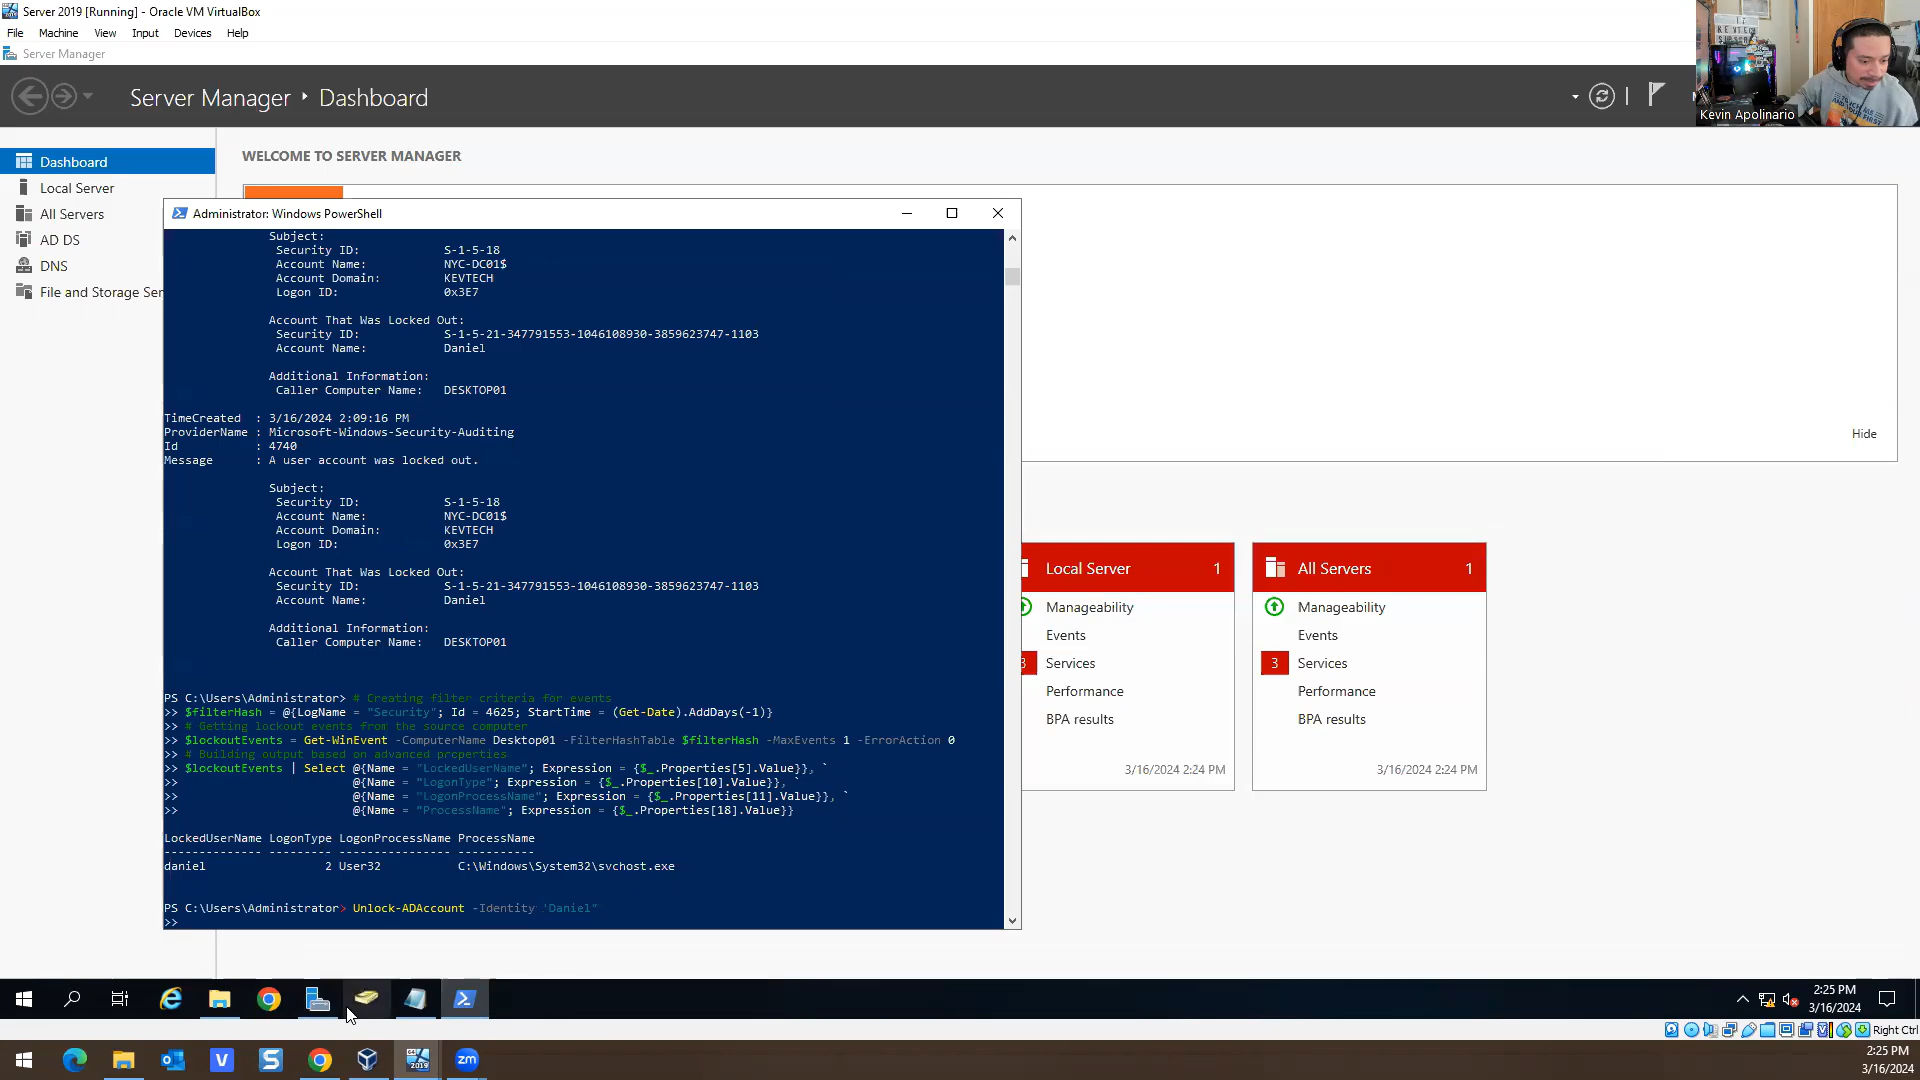 Server 2019 [Running] - Oracle VM VirtualBox
File Machine View Input Devices Help
Server Manager
Server Manager ‣ Dashboard
Kevin Apolinario
Dashboard
Local Server
All Servers
AD DS
DNS
File and Storage Ser
WELCOME TO SERVER MANAGER
Administrator: Windows PowerShell
Subject:
Security ID: S-1-5-18
Account Name: NYC-DC01$
Account Domain: KEVTECH
Logon ID: 0x3E7
Account That Was Locked Out:
Security ID: S-1-5-21-347791553-1046108930-3859623747-1103
Account Name: Daniel
Additional Information:
Caller Computer Name: DESKTOP01
TimeCreated : 3/16/2024 2:09:16 PM
ProviderName : Microsoft-Windows-Security-Auditing
Id : 4740
Message : A user account was locked out.
Subject:
Security ID: S-1-5-18
Account Name: NYC-DC01$
Account Domain: KEVTECH
Logon ID: 0x3E7
Account That Was Locked Out:
Security ID: S-1-5-21-347791553-1046108930-3859623747-1103
Account Name: Daniel
Additional Information:
Caller Computer Name: DESKTOP01
PS C:\Users\Administrator> # Creating filter criteria for events
>> $filterHash = @{LogName = "Security"; Id = 4625; StartTime = (Get-Date).AddDays(-1)}
>> # Getting lockout events from the source computer
>> $lockoutEvents = Get-WinEvent -ComputerName Desktop01 -FilterHashTable $filterHash -MaxEvents 1 -ErrorAction 0
>> # Building output based on advanced properties
>> $lockoutEvents | Select @{Name = "LockedUserName"; Expression = {$_.Properties[5].Value}}, `
>> @{Name = "LogonType"; Expression = {$_.Properties[10].Value}}, `
>> @{Name = "LogonProcessName"; Expression = {$_.Properties[11].Value}}, `
>> @{Name = "ProcessName"; Expression = {$_.Properties[18].Value}}
LockedUserName LogonType LogonProcessName ProcessName
-------------- --------- ---------------- -----------
daniel 2 User32 C:\Windows\System32\svchost.exe
PS C:\Users\Administrator> Unlock-ADAccount -Identity 'Daniel"
>>
Hide
Local Server 1
Manageability
Events
3 Services
Performance
BPA results
3/16/2024 2:24 PM
All Servers 1
Manageability
Events
3 Services
Performance
BPA results
3/16/2024 2:24 PM
2:25 PM
3/16/2024
Right Ctrl
2:25 PM
3/16/2024